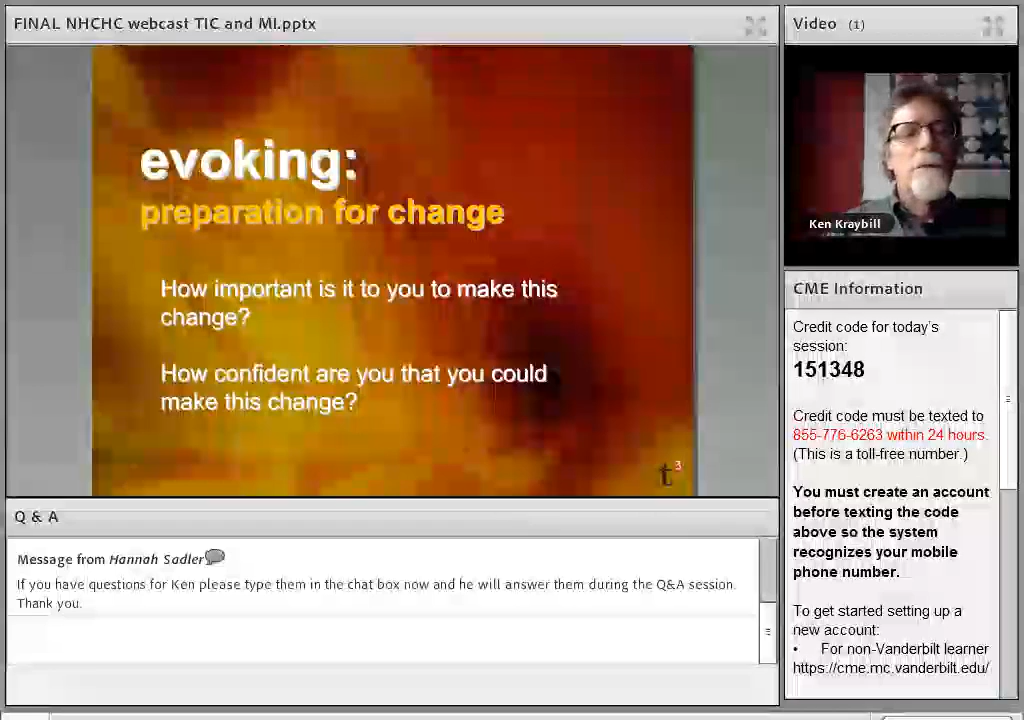 FINAL NHCHC webcast TIC and MI.pptx
evoking:
preparation for change
How important is it to you to make this
change?
How confident are you that you could
make this change?
t3
Q & A
Message from Hannah Sadler
If you have questions for Ken please type them in the chat box now and he will answer them during the Q&A session.
Thank you.
Video (1)
Ken Kraybill
CME Information
Credit code for today's
session:
151348
Credit code must be texted to
855-776-6263 within 24 hours.
(This is a toll-free number.)
You must create an account
before texting the code
above so the system
recognizes your mobile
phone number.
To get started setting up a
new account:
• For non-Vanderbilt learner
https://cme.mc.vanderbilt.edu/